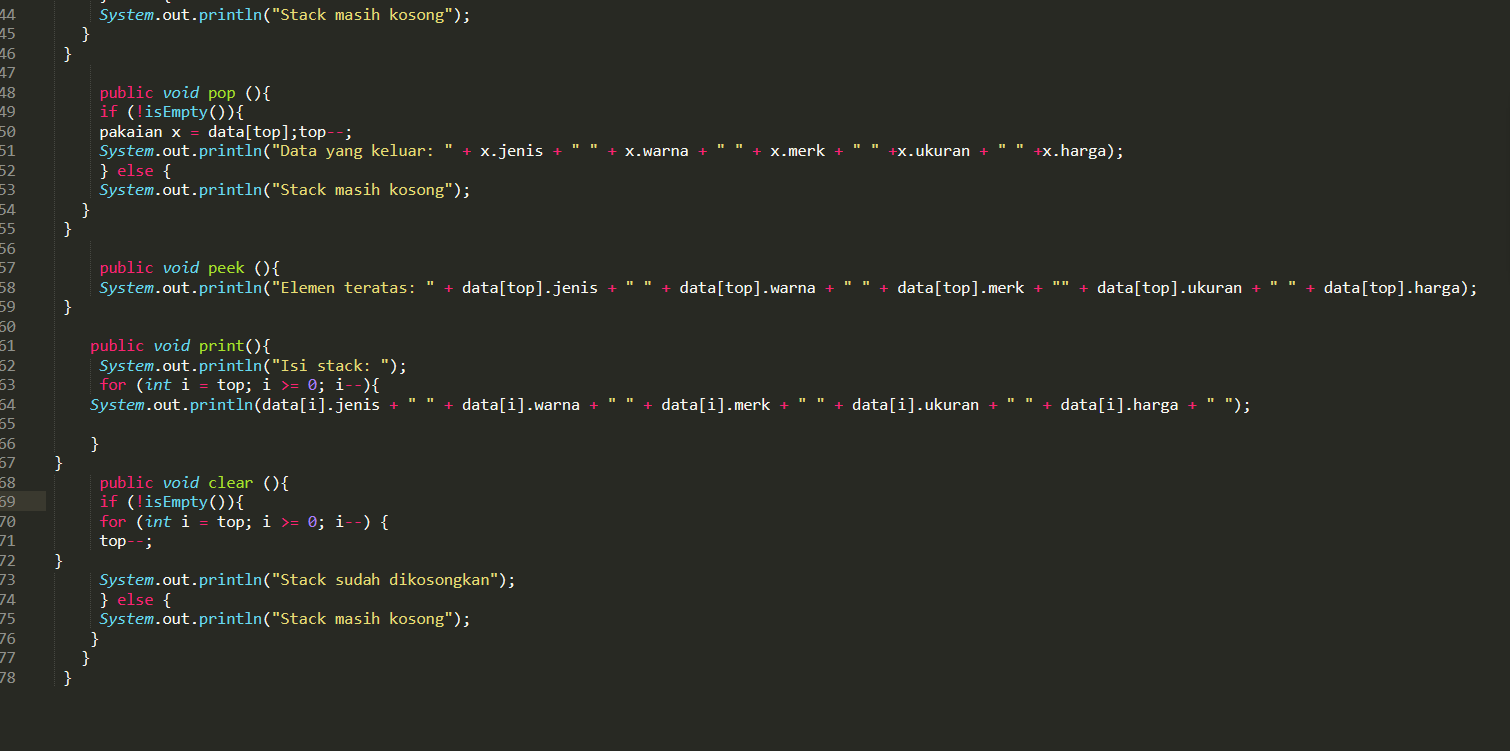 44 System.out.println("Stack masih kosong");
45 }
46 }
47
48 public void pop (){
49 if (!isEmpty()){
50 pakaian x = data[top];top--;
51 System.out.println("Data yang keluar: " + x.jenis + " " + x.warna + " " + x.merk + " " +x.ukuran + " " +x.harga);
52 } else {
53 System.out.println("Stack masih kosong");
54 }
55 }
56
57 public void peek (){
58 System.out.println("Elemen teratas: " + data[top].jenis + " " + data[top].warna + " " + data[top].merk + "" + data[top].ukuran + " " + data[top].harga);
59 }
60
61 public void print(){
62 System.out.println("Isi stack: ");
63 for (int i = top; i >= 0; i--){
64 System.out.println(data[i].jenis + " " + data[i].warna + " " + data[i].merk + " " + data[i].ukuran + " " + data[i].harga + " ");
65
66 }
67 }
68 public void clear (){
69 if (!isEmpty()){
70 for (int i = top; i >= 0; i--) {
71 top--;
72 }
73 System.out.println("Stack sudah dikosongkan");
74 } else {
75 System.out.println("Stack masih kosong");
76 }
77 }
78 }